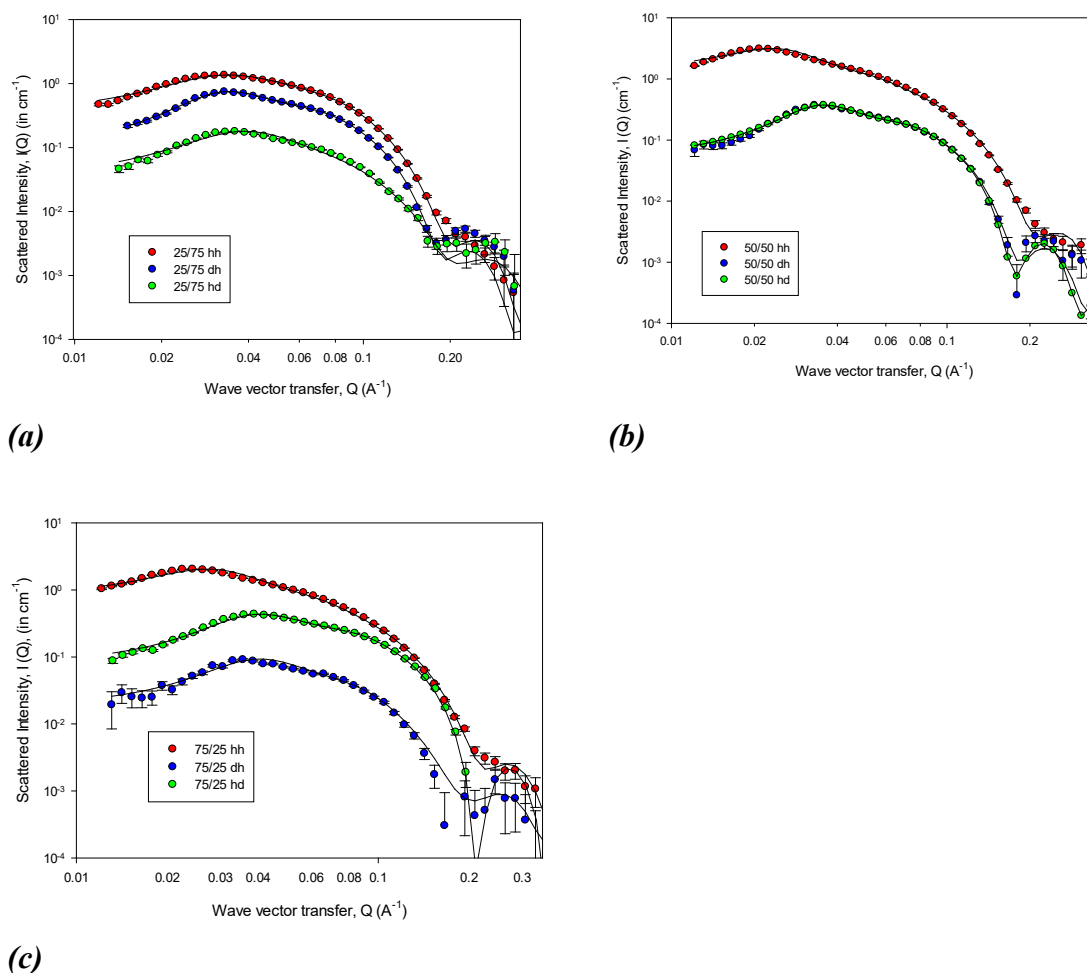 10¹
10⁰
10⁻¹
10⁻²
10⁻³
10⁻⁴
Scattered Intensity, I(Q) (in cm⁻¹)
25/75 hh
25/75 dh
25/75 hd
0.01 0.02 0.04 0.06 0.08 0.1 0.20
Wave vector transfer, Q (A⁻¹)
(a)
10¹
10⁰
10⁻¹
10⁻²
10⁻³
10⁻⁴
Scattered Intensity, I (Q) (cm⁻¹)
50/50 hh
50/50 dh
50/50 hd
0.01 0.02 0.04 0.06 0.08 0.1 0.2
Wave vector transfer, Q (A⁻¹)
(b)
10¹
10⁰
10⁻¹
10⁻²
10⁻³
10⁻⁴
Scattered Intensity, I (Q), (in cm⁻¹)
75/25 hh
75/25 dh
75/25 hd
0.01 0.02 0.03 0.04 0.06 0.1 0.2 0.3
Wave vector transfer, Q (A⁻¹)
(c)